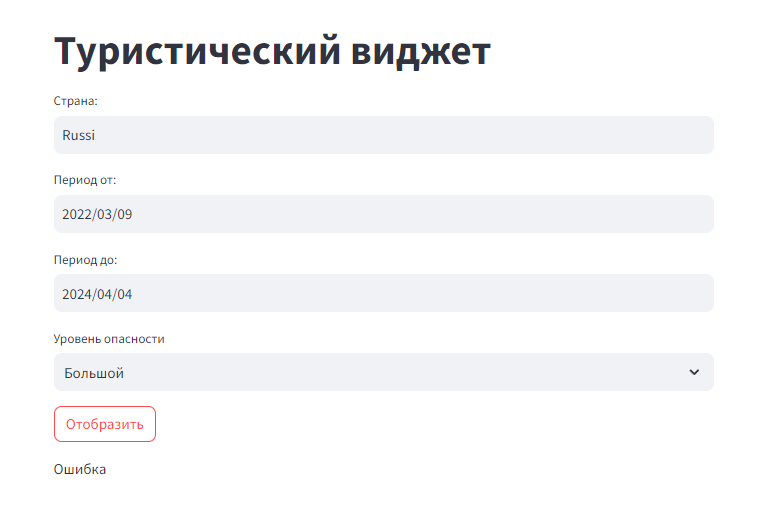 Туристический виджет
Страна:
Russi
Период от:
2022/03/09
Период до:
2024/04/04
Уровень опасности
Большой
Отобразить
Ошибка